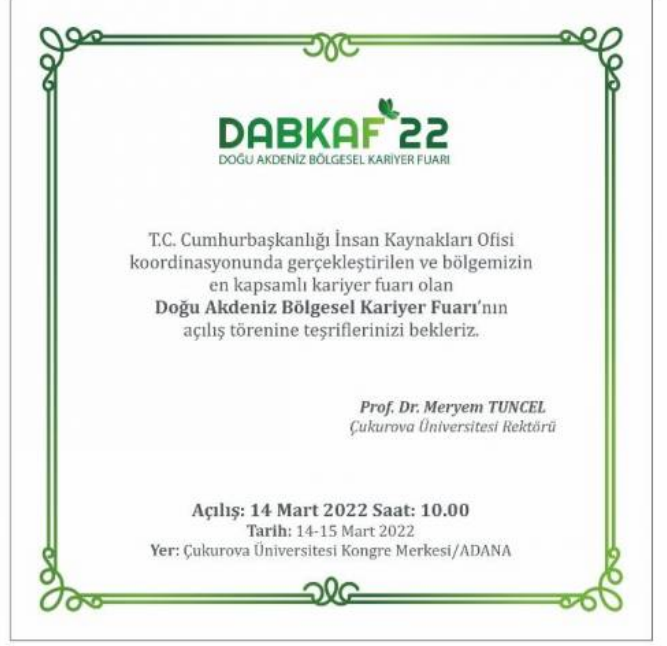 DABKAF'22
DOĞU AKDENİZ BÖLGESEL KARİYER FUARI
T.C. Cumhurbaşkanlığı İnsan Kaynakları Ofisi
koordinasyonunda gerçekleştirilen ve bölgemizin
en kapsamlı kariyer fuarı olan
Doğu Akdeniz Bölgesel Kariyer Fuarı'nın
açılış törenine teşriflerinizi bekleriz.
Prof. Dr. Meryem TUNCEL
Çukurova Üniversitesi Rektörü
Açılış: 14 Mart 2022 Saat: 10.00
Tarih: 14-15 Mart 2022
Yer: Çukurova Üniversitesi Kongre Merkesi/ADANA